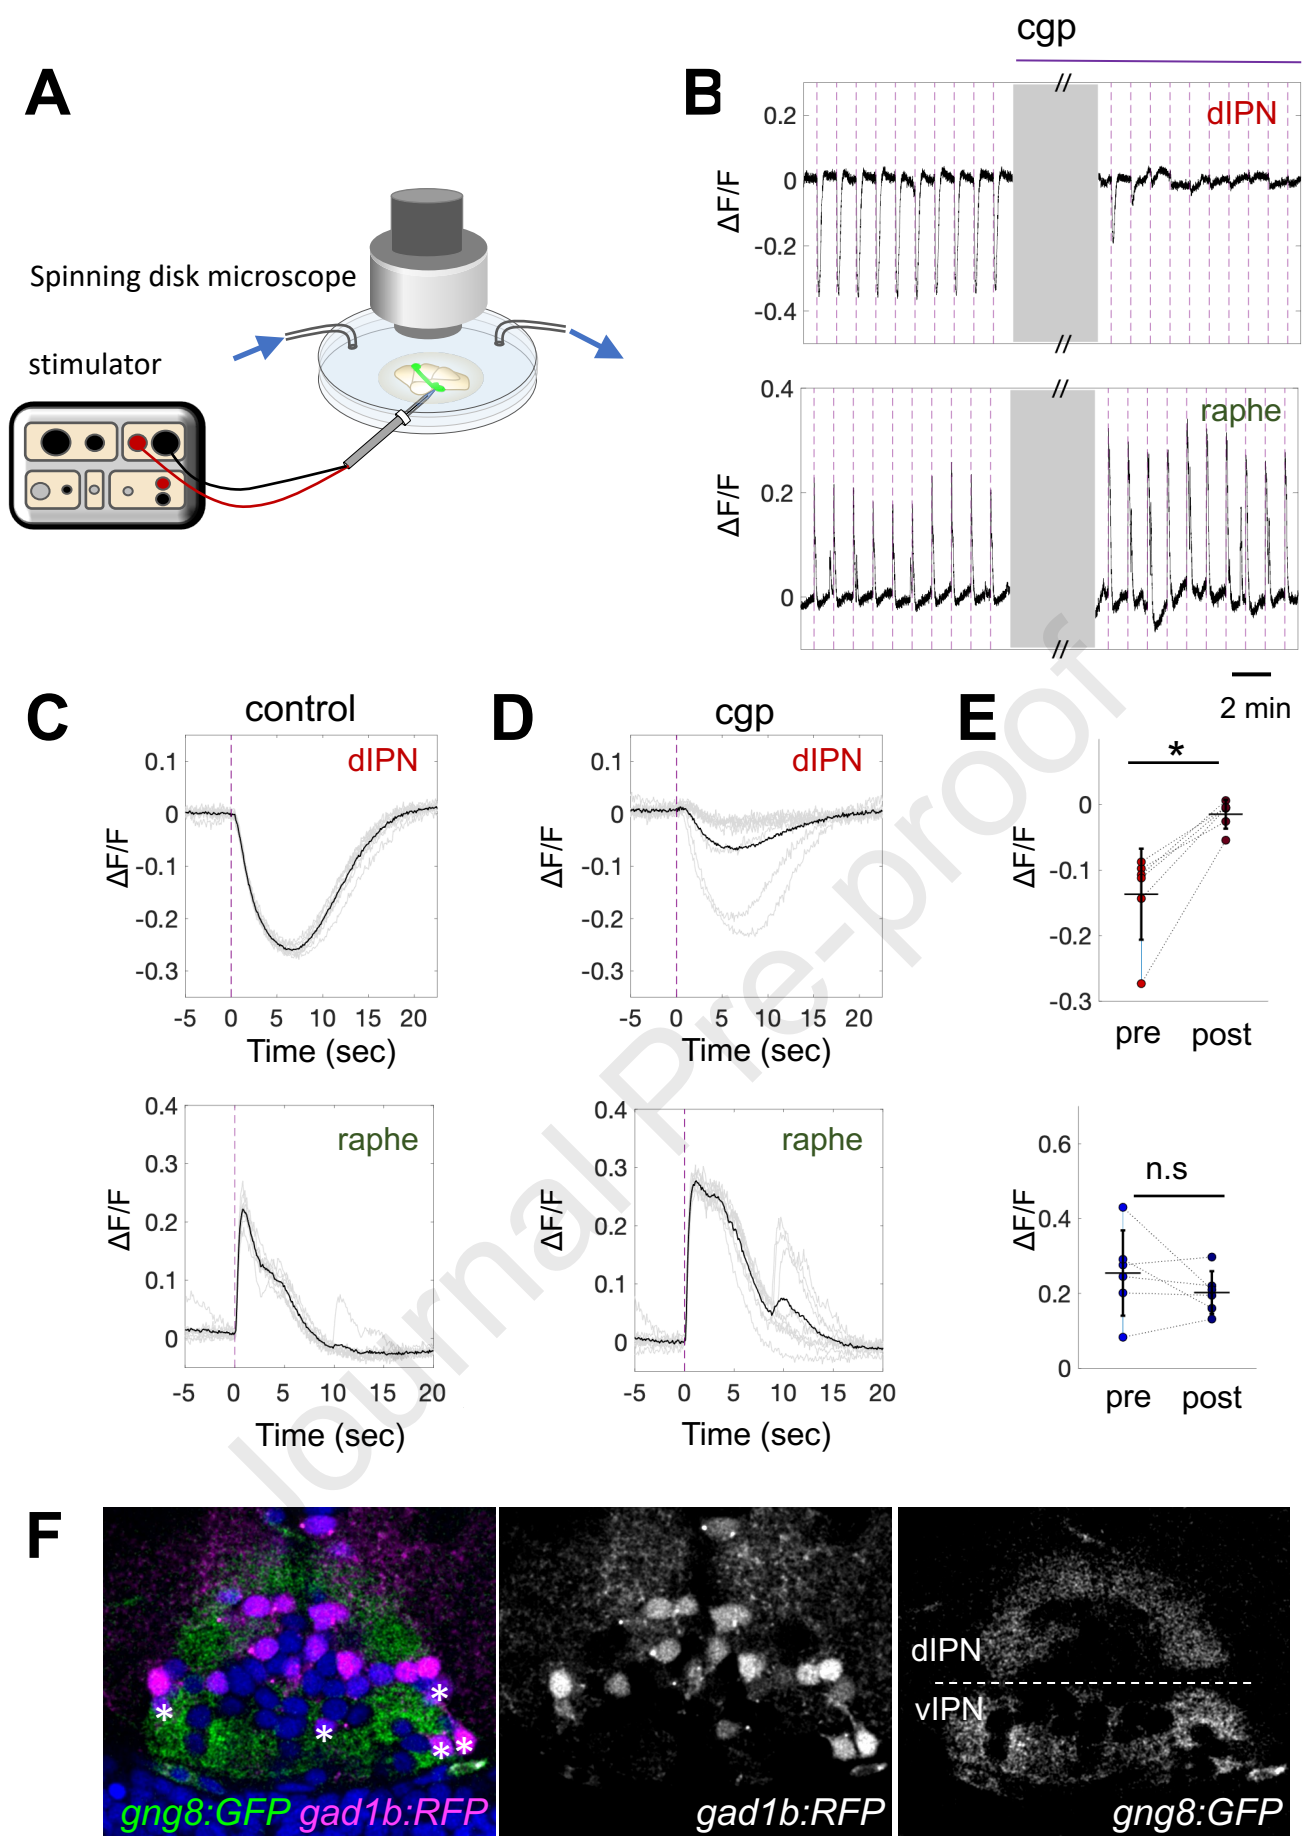 A
Spinning disk microscope
stimulator
B
cgp
//
dIPN
0.2
0
-0.2
-0.4
ΔF/F
//
//
raphe
0.4
0.2
0
ΔF/F
//
2 min
C
control
dIPN
0.1
0
-0.1
-0.2
-0.3
ΔF/F
-5 0 5 10 15 20
Time (sec)
raphe
0.4
0.3
0.2
0.1
0
ΔF/F
-5 0 5 10 15 20
Time (sec)
D
cgp
dIPN
0.1
0
-0.1
-0.2
-0.3
ΔF/F
-5 0 5 10 15 20
Time (sec)
raphe
0.4
0.3
0.2
0.1
0
ΔF/F
-5 0 5 10 15 20
Time (sec)
E
*
0
-0.1
-0.2
-0.3
ΔF/F
pre post
n.s
0.6
0.4
0.2
0
ΔF/F
pre post
F
* * * * *
gng8:GFP gad1b:RFP
gad1b:RFP
dIPN
vIPN
gng8:GFP
Journal Pre-proof